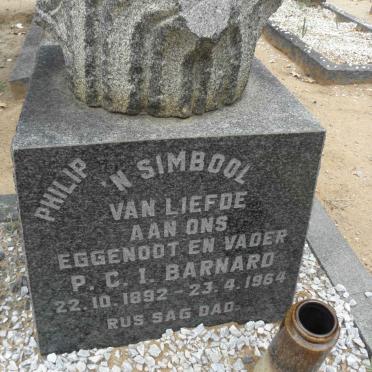 PHILIP 'N SIMBOOL
VAN LIEFDE
AAN ONS
EGGENOOT EN VADER
P. C. I. BARNARD
22.10.1892 - 23.4.1964
RUS SAG DAD.